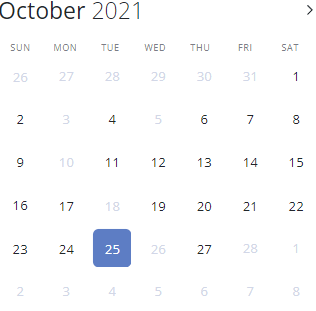 October 2021 >
SUN MON TUE WED THU FRI SAT
26 27 28 29 30 31 1
2 3 4 5 6 7 8
9 10 11 12 13 14 15
16 17 18 19 20 21 22
23 24 25 26 27 28 1
2 3 4 5 6 7 8